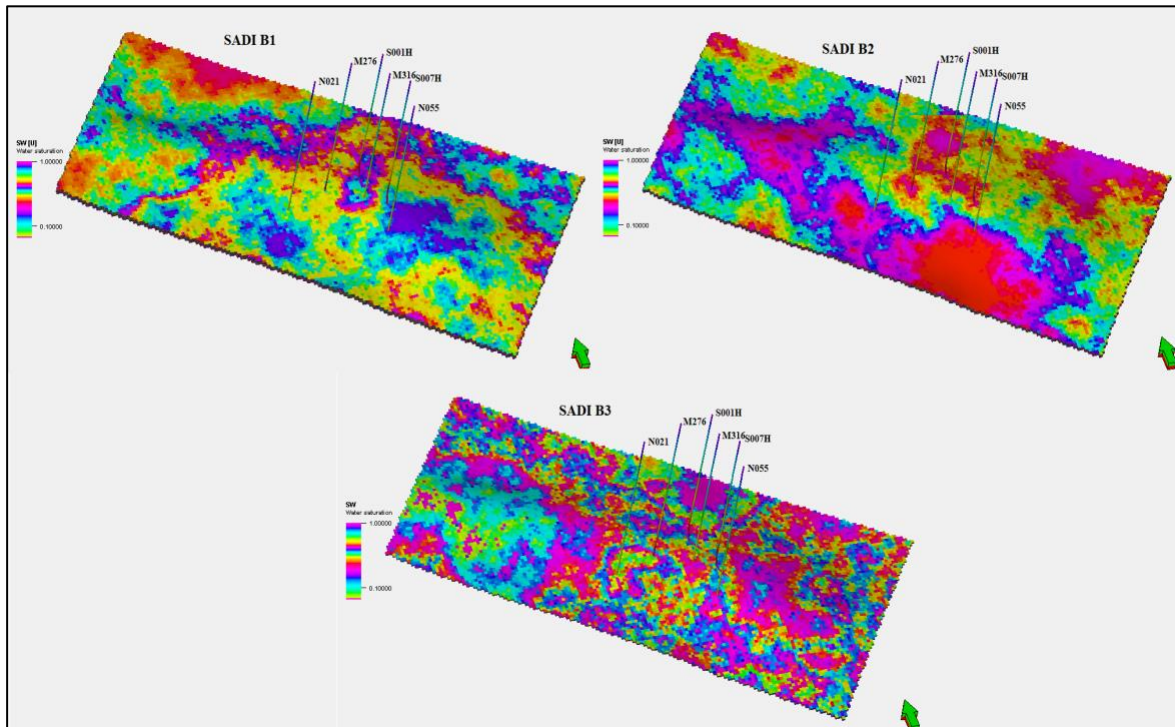 SADI B1
N021
M276
S001H
M316
S007H
N055
SW [U]
Water saturation
1.00000
0.10000
SADI B2
N021
M276
S001H
M316
S007H
N055
SW [U]
Water saturation
1.00000
0.10000
SADI B3
N021
M276
S001H
M316
S007H
N055
SW
Water saturation
1.00000
0.10000